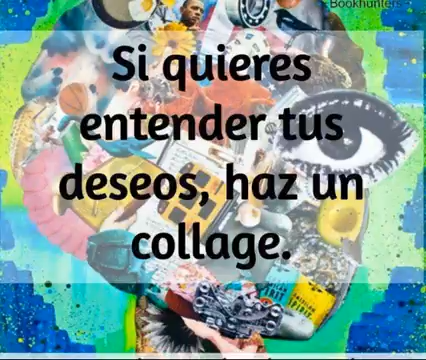 Bookhunters
Si quieres
entender tus
deseos, haz un
collage.